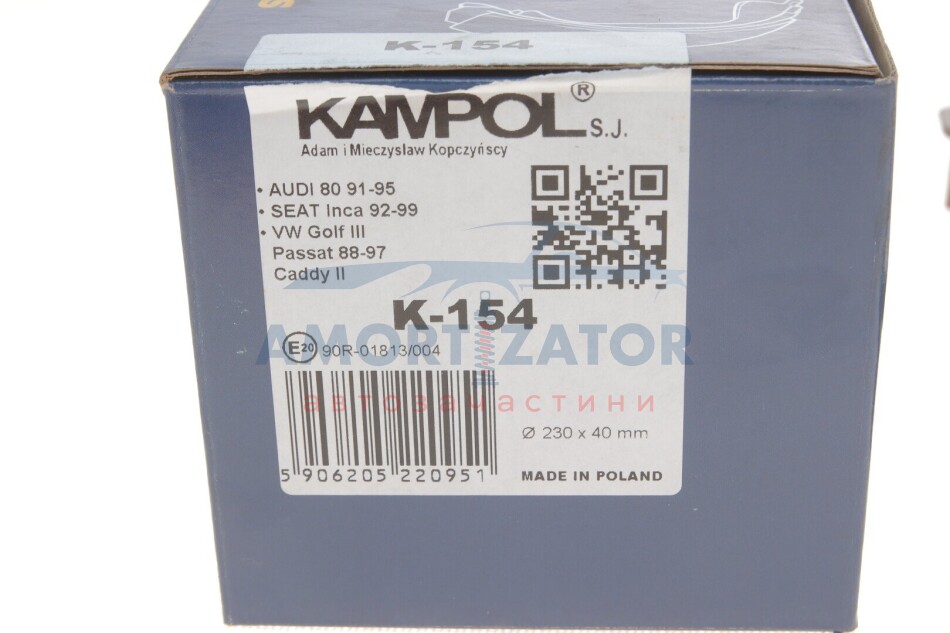 S
K-154
KAMPOL® S.J.
Adam i Mieczyslaw Kopczyńscy
• AUDI 80 91-95
• SEAT Inca 92-99
• VW Golf III
Passat 88-97
Caddy II
K-154
AMORTIZATOR
E20 90R-01813/004
автозапчастини
Ø 230 x 40 mm
5 906205 220951
MADE IN POLAND